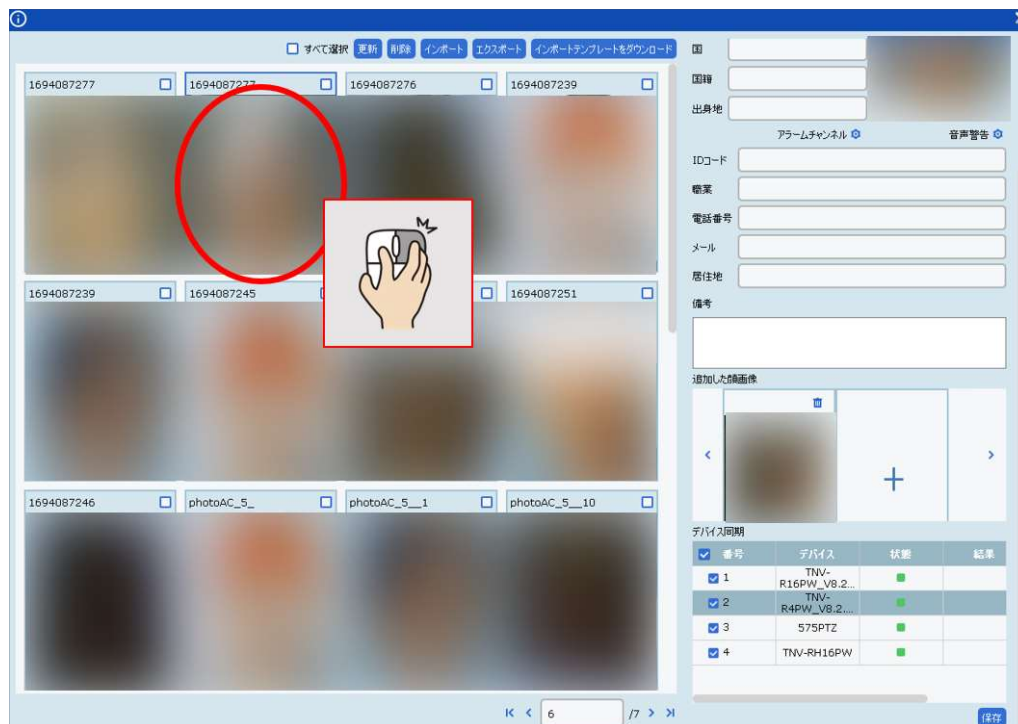 すべて選択 更新 削除 インポート エクスポート インポートテンプレートをダウンロード
1694087277 1694087277 1694087276 1694087239
1694087239 1694087245 1694087251
1694087246 photoAC_5_ photoAC_5__1 photoAC_5__10
6 /7
国
国籍
出身地
アラームチャンネル 音声警告
IDコード
職業
電話番号
メール
居住地
備考
追加した顔画像
デバイス同期
番号 デバイス 状態 結果
1 TNV-R16PW_V8.2...
2 TNV-R4PW_V8.2....
3 575PTZ
4 TNV-RH16PW
保存